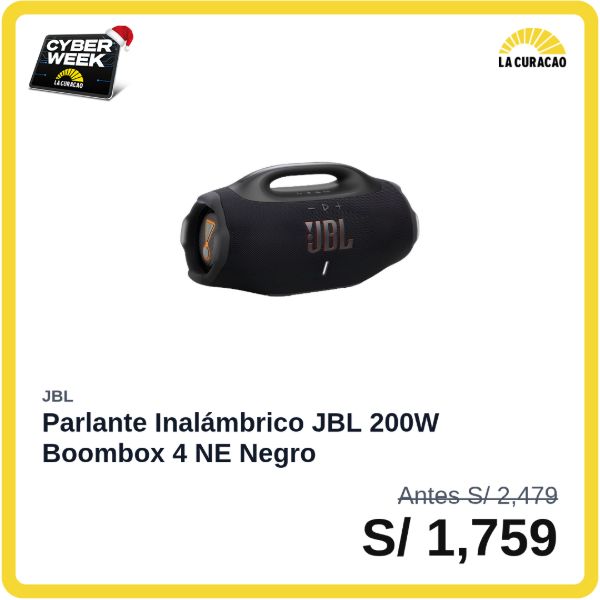 CYBER
WEEK
LA CURACAO
LA CURACAO
JBL
JBL
Parlante Inalámbrico JBL 200W
Boombox 4 NE Negro
Antes S/ 2,479
S/ 1,759